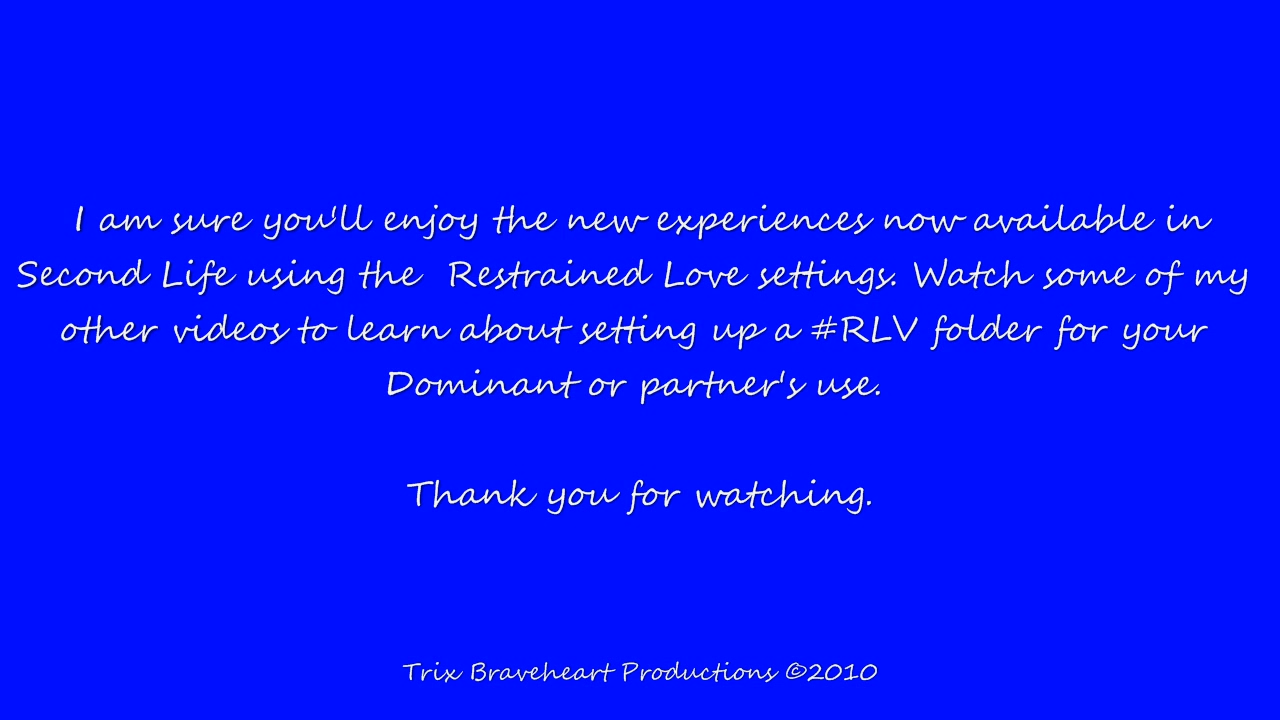 I am sure you'll enjoy the new experiences now available in
Second Life using the  Restrained Love settings. Watch some of my
other videos to learn about setting up a #RLV folder for your
Dominant or partner's use.
Thank you for watching.
Trix Braveheart Productions ©2010